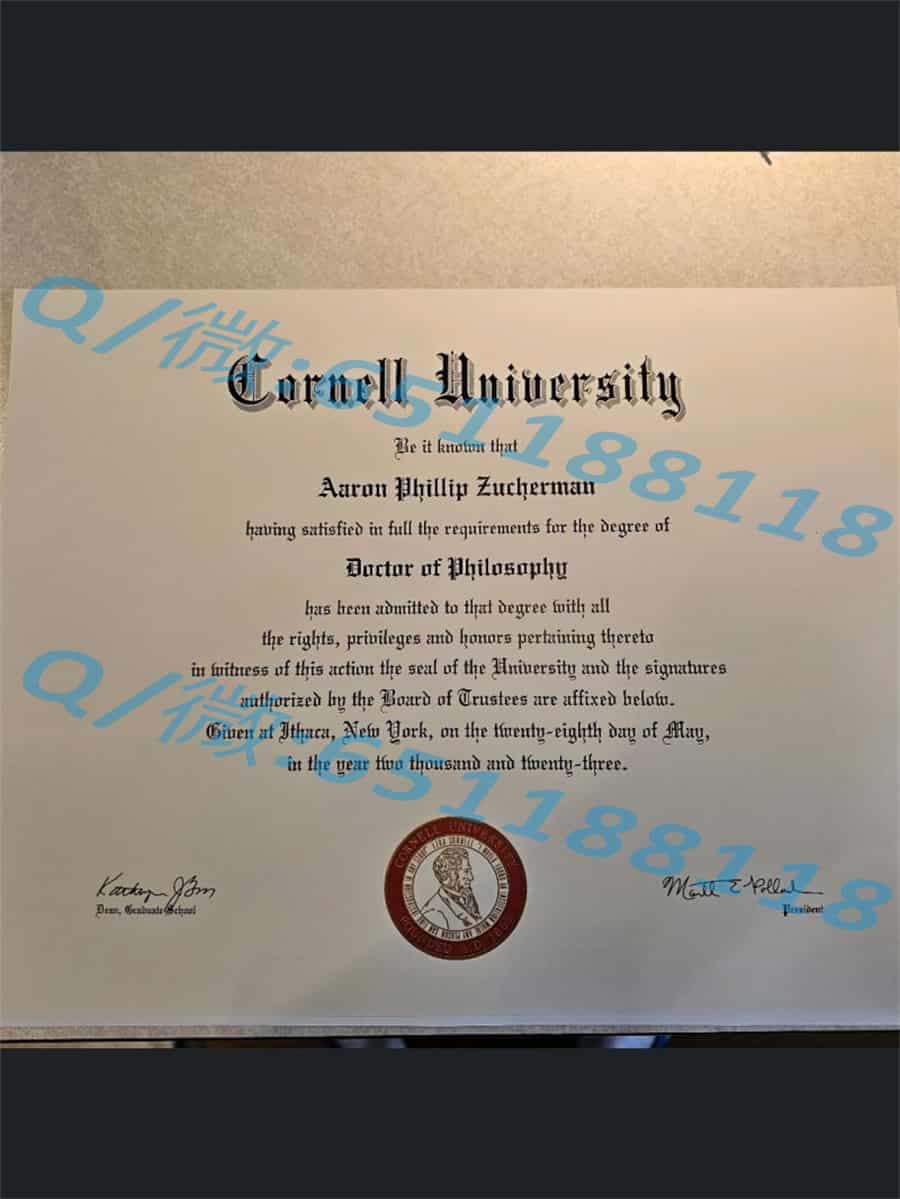 Q/微:65118818
Cornell University
Be it known that
Aaron Phillip Zucherman
having satisfied in full the requirements for the degree of
Doctor of Philosophy
has been admitted to that degree with all
the rights, privileges and honors pertaining thereto
in witness of this action the seal of the University and the signatures
authorized by the Board of Trustees are affixed below.
Given at Ithaca, New York, on the twenty-eighth day of May,
in the year two thousand and twenty-three.
Q/微:65118818
CORNELL UNIVERSITY
Dean, Graduate School
President